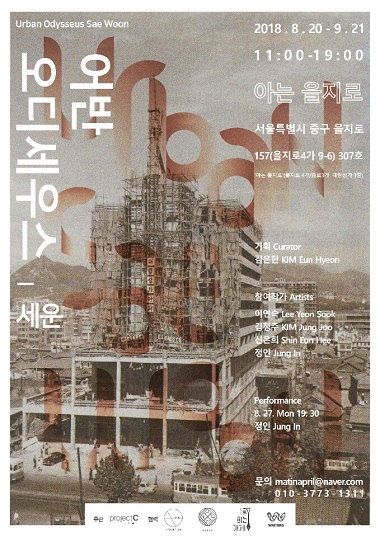 Urban Odysseus Sae Woon
어반
오디세우스
세운
Urban
2018 . 8 . 20 - 9 . 21
11:00-19:00
아는 을지로
서울특별시 중구 을지로
157(을지로4가 9-6) 307호
기획 Curator
김은현 KIM Eun Hyeon
참여작가 Artists
이연숙 Lee Yeon Sook
김정주 KIM Jung Joo
신은희 Shin Eun Hee
정인 Jung In
Performance
8. 27. Mon 19: 30
정인 Jung In
문의 matinapril@naver.com
010 - 3773 - 1311
주관 projectC 협력